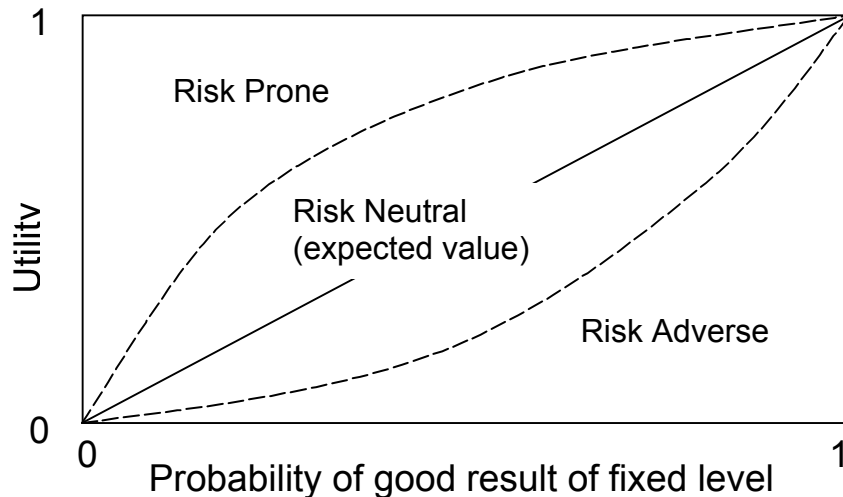 1
Risk Prone
Risk Neutral
(expected value)
Utility
Risk Adverse
0
0
1
Probability of good result of fixed level